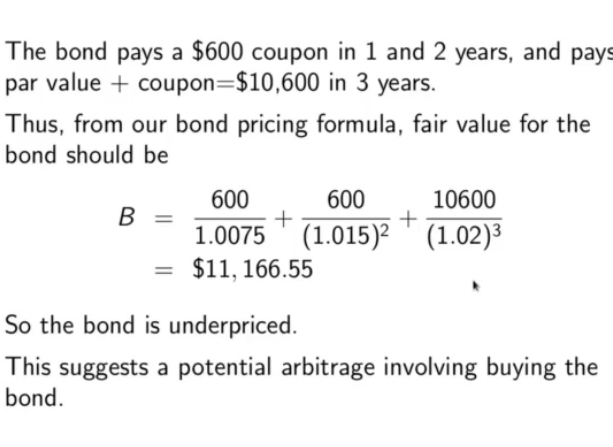 The bond pays a $600 coupon in 1 and 2 years, and pays
par value + coupon=$10,600 in 3 years.
Thus, from our bond pricing formula, fair value for the
bond should be
B = 600/1.0075 + 600/(1.015)² + 10600/(1.02)³
= $11,166.55
So the bond is underpriced.
This suggests a potential arbitrage involving buying the
bond.